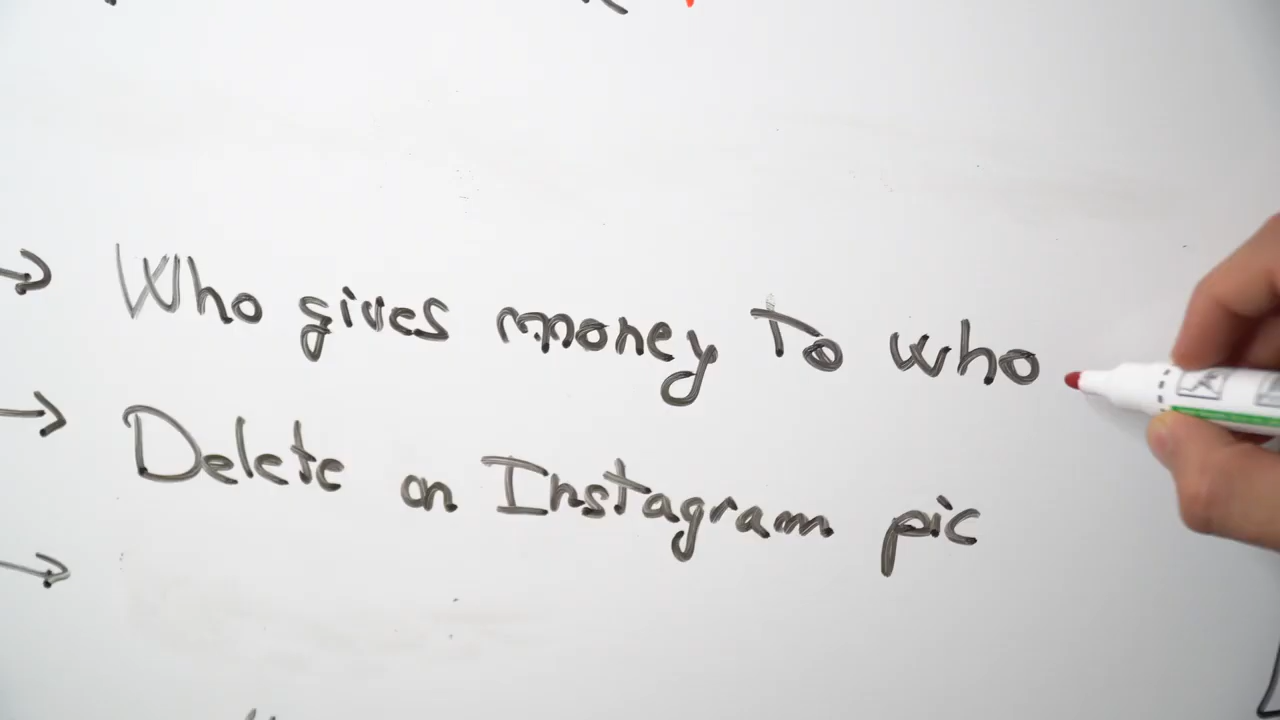 → Who gives money To who
→ Delete on Instagram pic
→